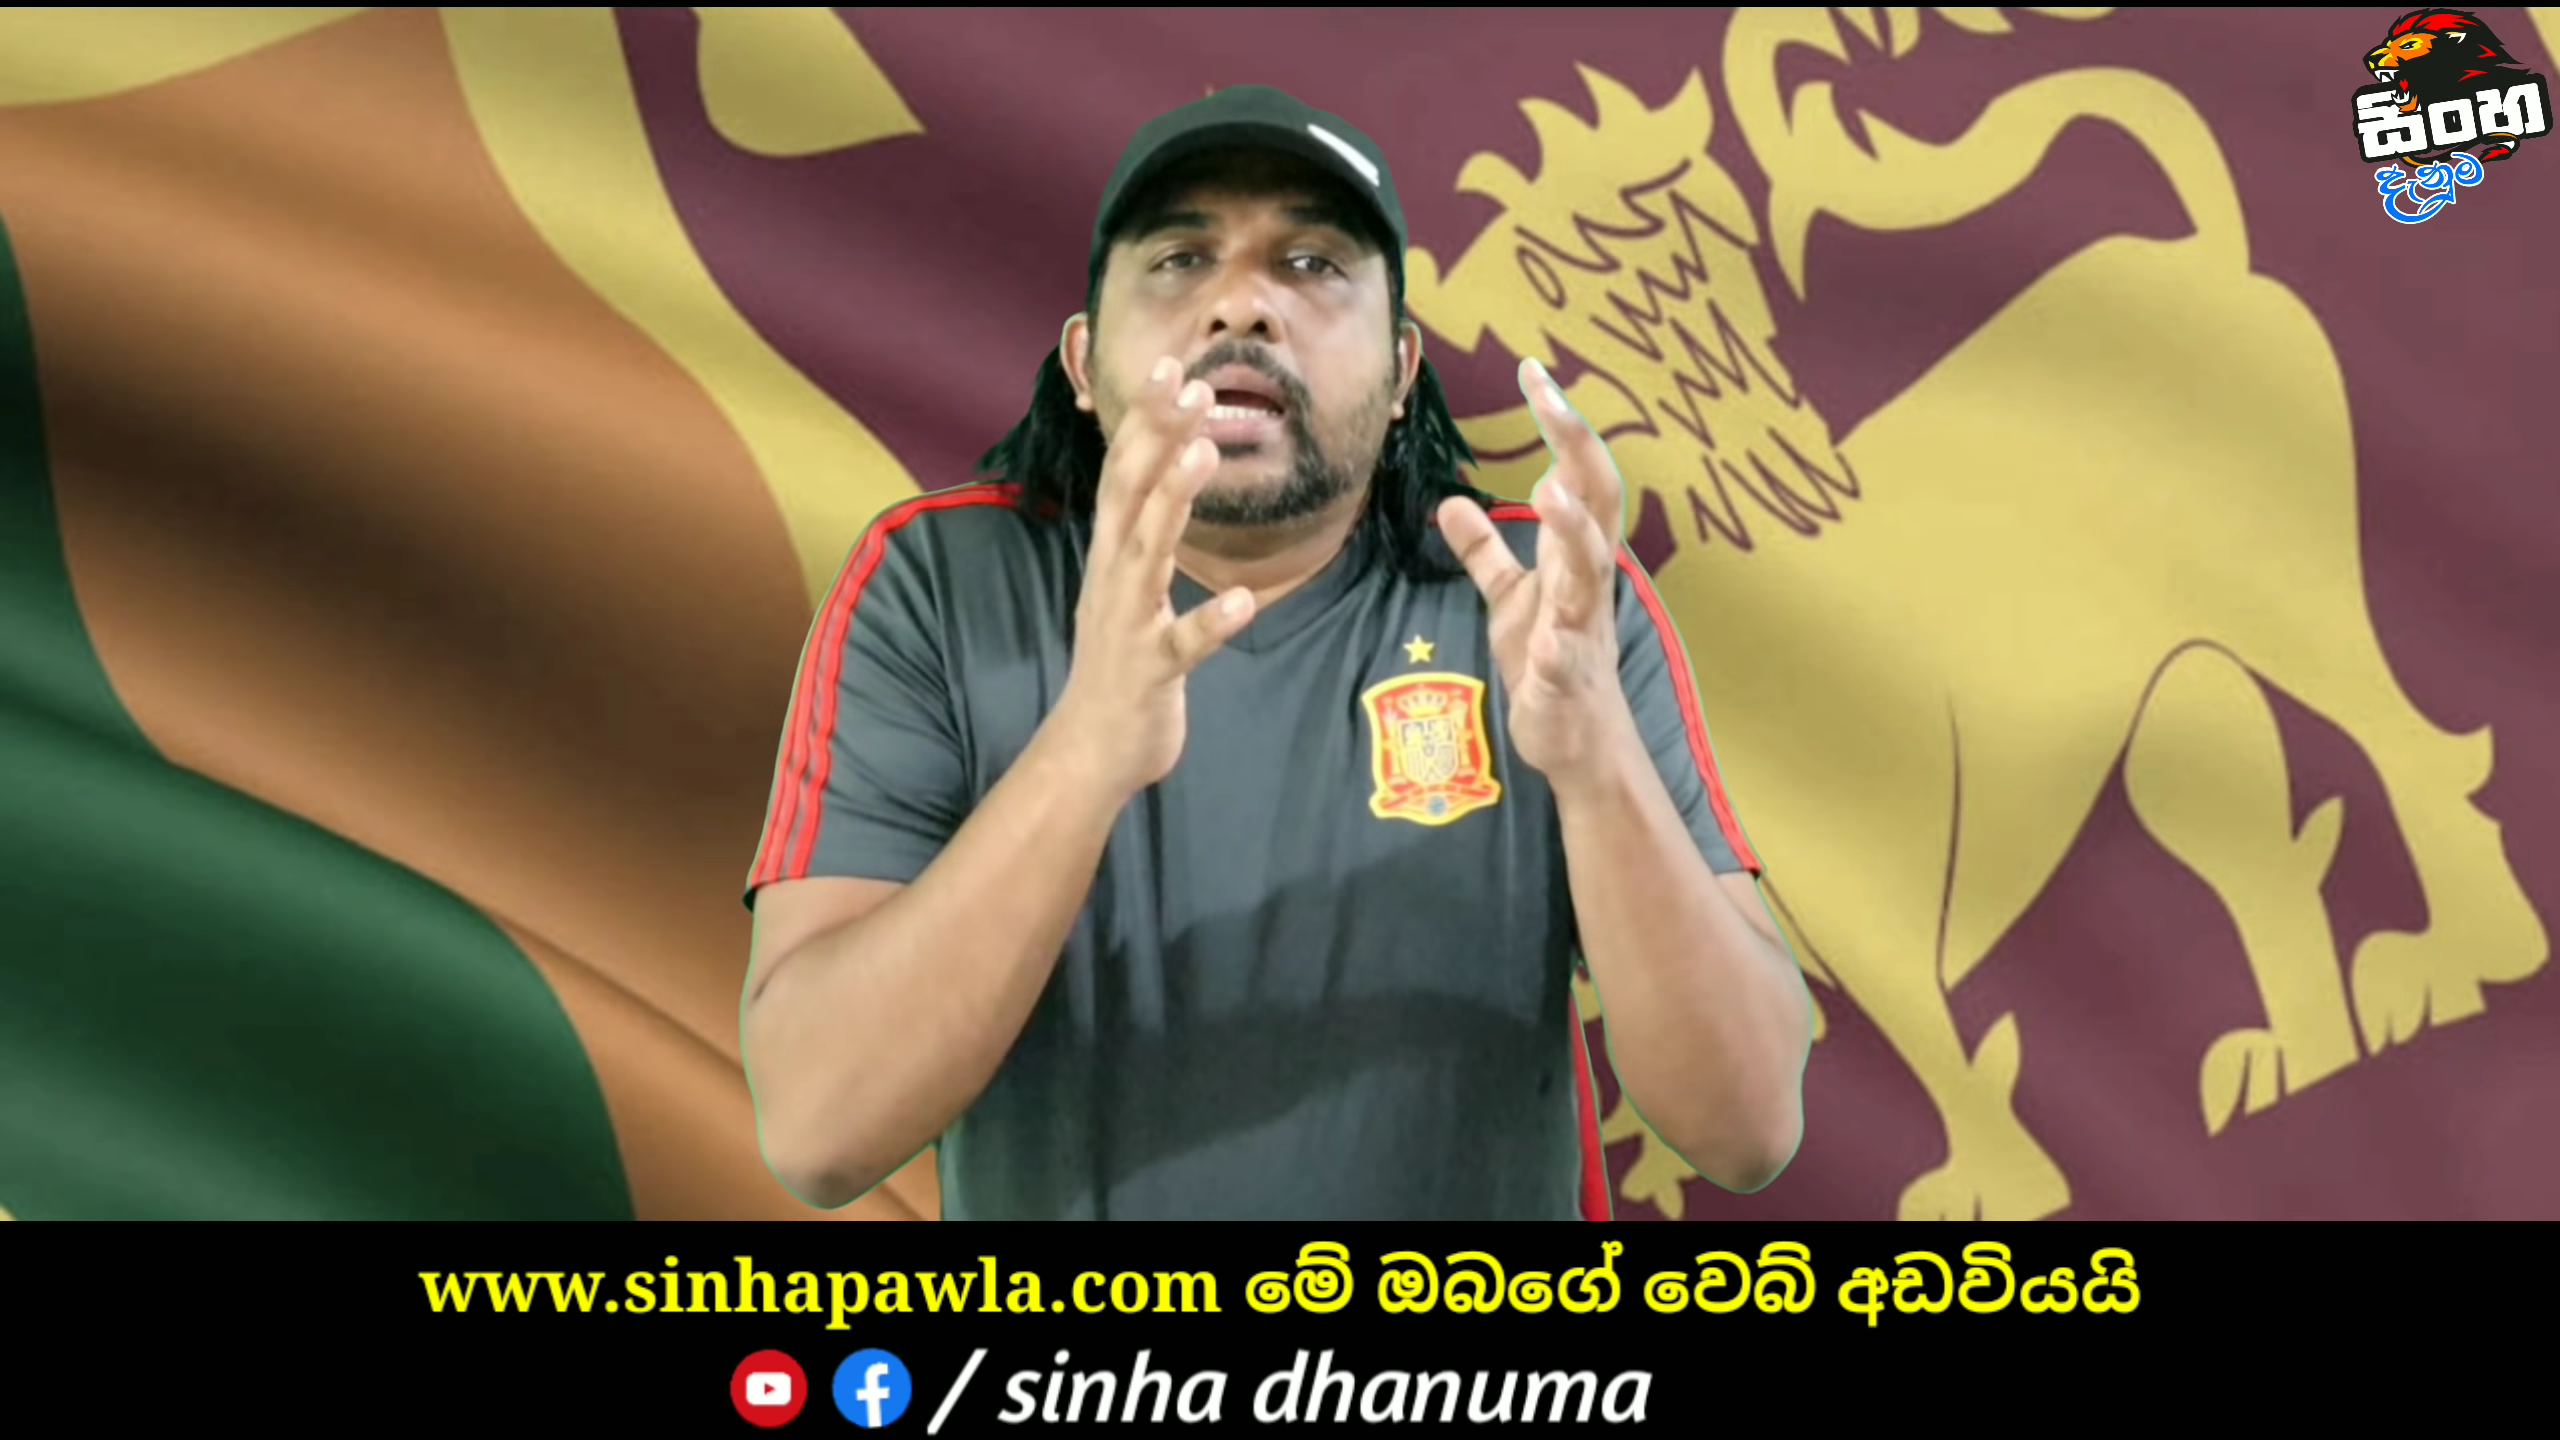 සිංහ
දැනුම
www.sinhapawla.com මේ ඔබගේ වෙබ් අඩවියයි
/ sinha dhanuma